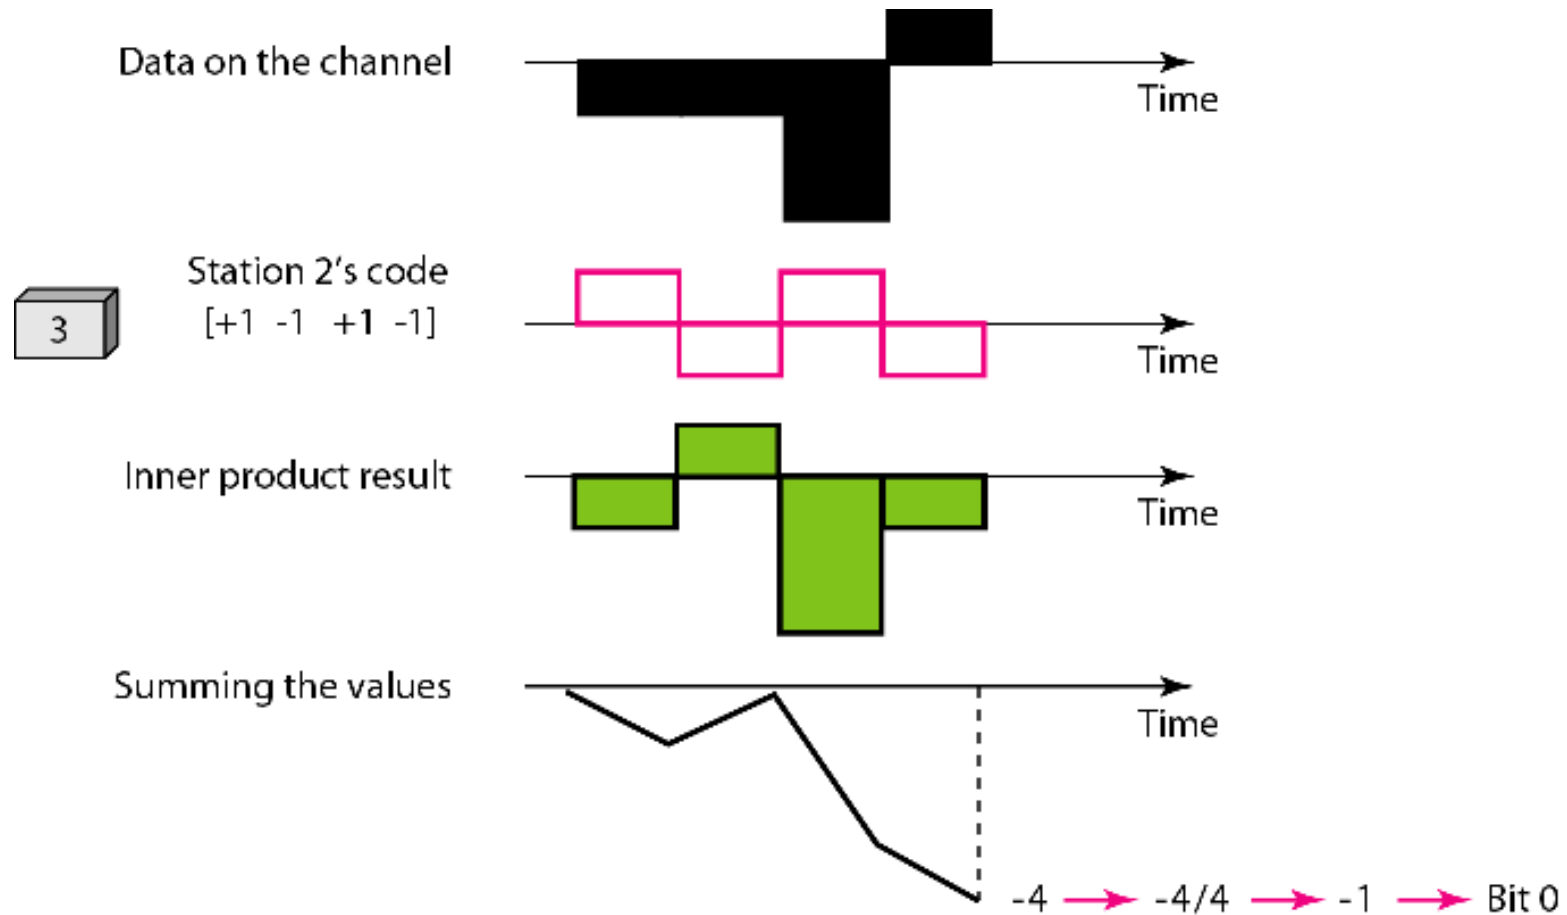 Data on the channel
Time
Station 2's code
[+1 -1 +1 -1]
3
Time
Inner product result
Time
Summing the values
Time
-4 → -4/4 → -1 → Bit 0